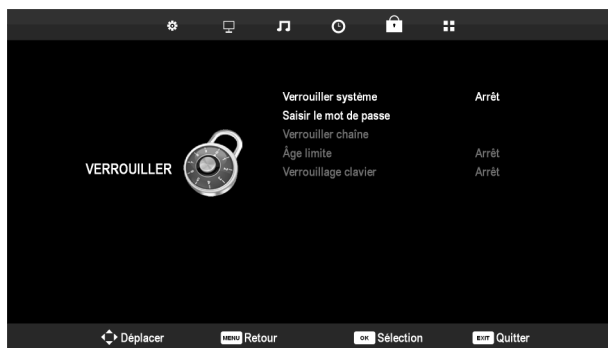 Verrouiller système Arrêt
Saisir le mot de passe
Verrouiller chaîne
Âge limite Arrêt
Verrouillage clavier Arrêt
VERROUILLER
Déplacer MENU Retour OK Sélection EXIT Quitter